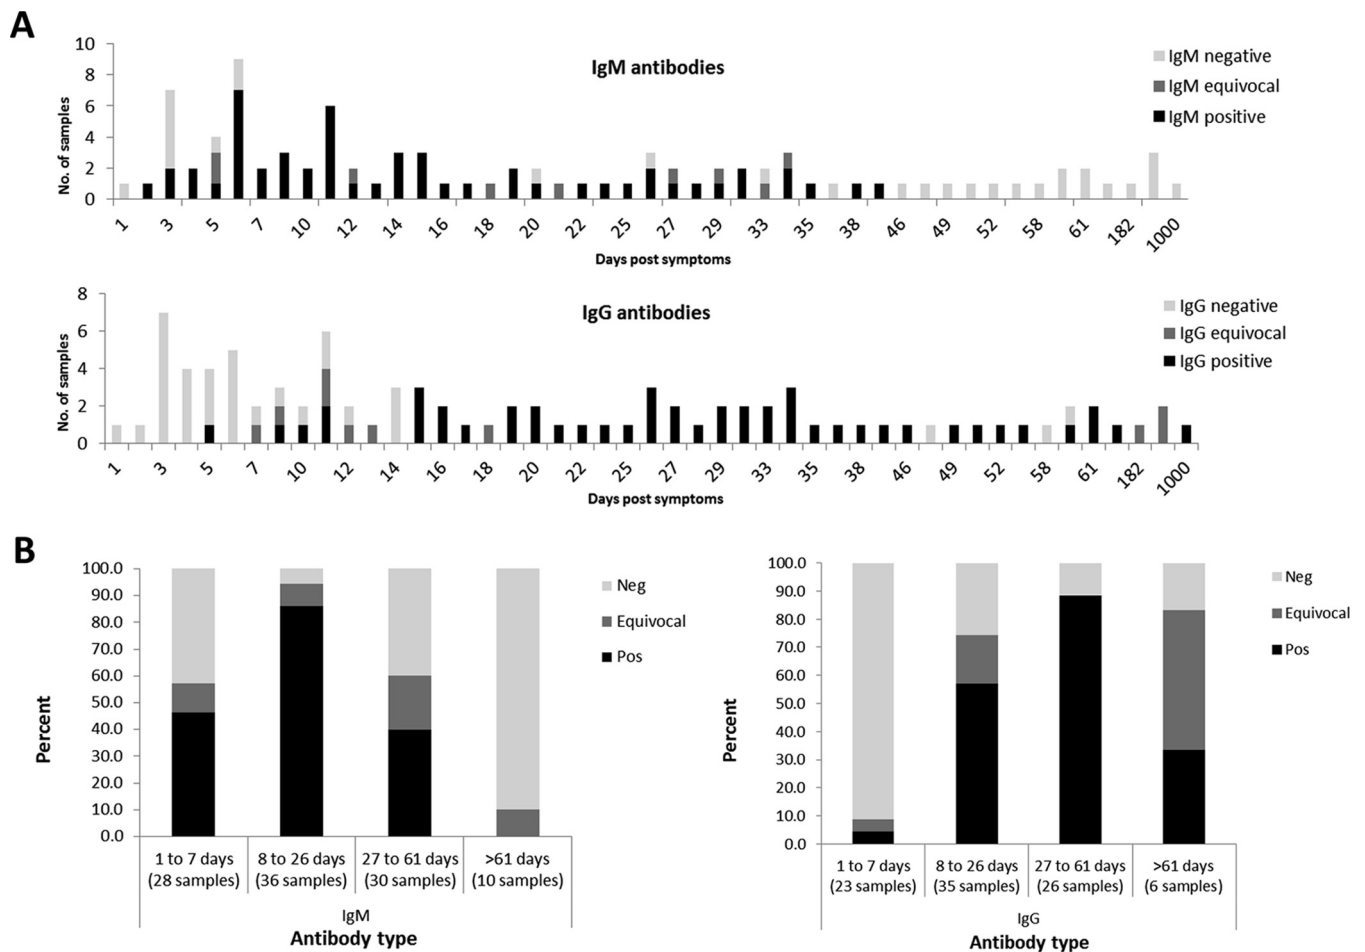 A
IgM antibodies
IgM negative
IgM equivocal
IgM positive
No. of samples
10
8
6
4
2
0
1 3 5 7 10 12 14 16 18 20 22 25 27 29 33 35 38 46 49 52 58 61 182 1000
Days post symptoms
IgG antibodies
IgG negative
IgG equivocal
IgG positive
No. of samples
8
6
4
2
0
1 3 5 7 10 12 14 16 18 20 22 25 27 29 33 35 38 46 49 52 58 61 182 1000
Days post symptoms
B
Percent
100.0
90.0
80.0
70.0
60.0
50.0
40.0
30.0
20.0
10.0
0.0
Neg
Equivocal
Pos
1 to 7 days 8 to 26 days 27 to 61 days >61 days
(28 samples) (36 samples) (30 samples) (10 samples)
IgM
Antibody type
Percent
100.0
90.0
80.0
70.0
60.0
50.0
40.0
30.0
20.0
10.0
0.0
Neg
Equivocal
Pos
1 to 7 days 8 to 26 days 27 to 61 days >61 days
(23 samples) (35 samples) (26 samples) (6 samples)
IgG
Antibody type